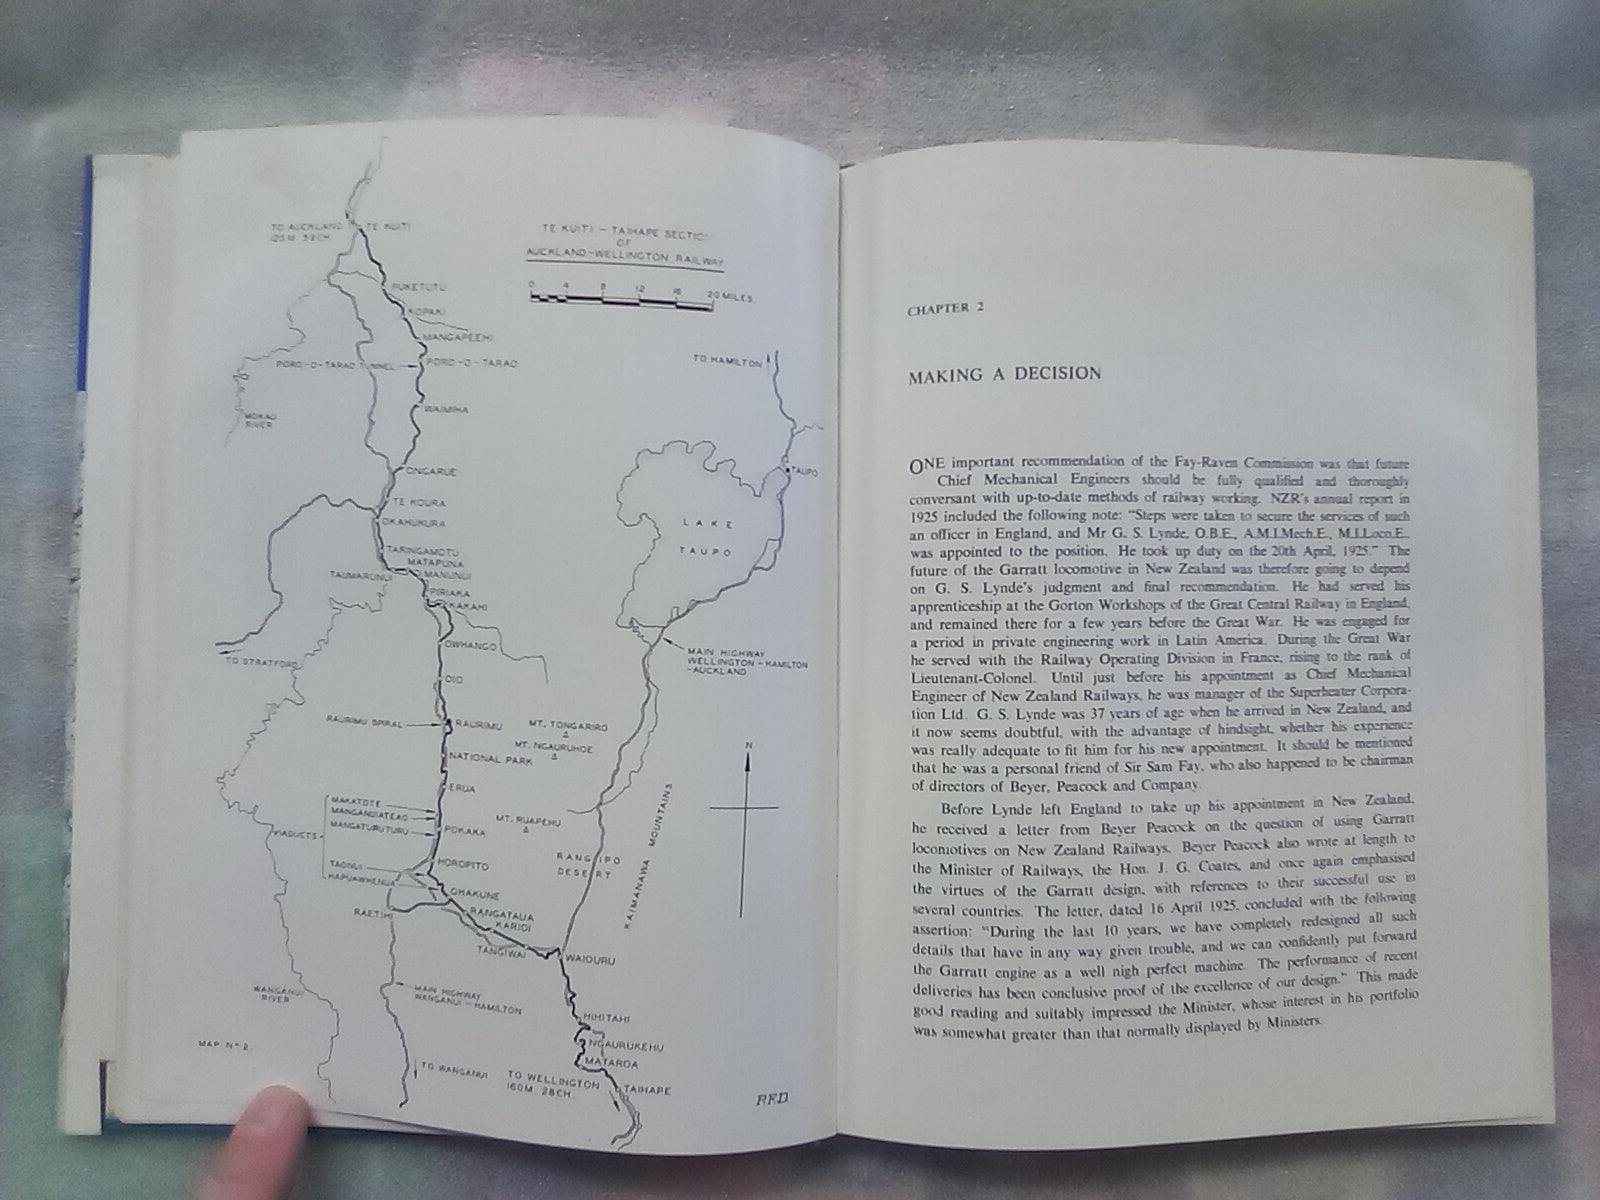 TO AUCKLAND
125M. 52CH.
TE KUITI
TE KUITI - TAIHAPE SECTION
OF
AUCKLAND-WELLINGTON RAILWAY
0 4 8 12 16 20 MILES
PUKETUTU
KOPAKI
MANGAPEEHI
PORO-O-TARAO TUNNEL
PORO-O-TARAO
TO HAMILTON
WAIMIHA
MOKAU
RIVER
ONGARUE
TAUPO
TE KOURA
OKAHUKURA
LAKE
TAUPO
TARINGAMOTU
MATAPUNA
TAUMARUNUI
MANUNUI
PIRIAKA
KAKAHI
OWHANGO
TO STRATFORD
MAIN HIGHWAY
WELLINGTON-HAMILTON
-AUCKLAND
OIO
RAURIMU SPIRAL
RAURIMU
MT. TONGARIRO
MT. NGAURUHOE
N
NATIONAL PARK
ERUA
MAKATOTE
MANGANUIATEAO
MANGATURUTURU
VIADUCTS
POKAKA
MT. RUAPEHU
KAIMANAWA MOUNTAINS
TAONUI
HAPUAWHENUA
HOROPITO
RANGIPO
DESERT
OHAKUNE
RAETIHI
RANGATAUA
KARIOI
TANGIWAI
WAIOURU
WANGANUI
RIVER
MAIN HIGHWAY
WANGANUI-HAMILTON
HIHITAHI
NGAURUKEHU
MATAROA
MAP Nº 2.
TO WANGANUI
TO WELLINGTON
160M. 28CH.
TAIHAPE
CHAPTER 2
MAKING A DECISION
ONE important recommendation of the Fay-Raven Commission was that future
Chief Mechanical Engineers should be fully qualified and thoroughly
conversant with up-to-date methods of railway working. NZR's annual report in
1925 included the following note: "Steps were taken to secure the services of such
an officer in England, and Mr G. S. Lynde, O.B.E., A.M.I.Mech.E., M.I.Loco.E.,
was appointed to the position. He took up duty on the 20th April, 1925." The
future of the Garratt locomotive in New Zealand was therefore going to depend
on G. S. Lynde's judgment and final recommendation. He had served his
apprenticeship at the Gorton Workshops of the Great Central Railway in England,
and remained there for a few years before the Great War. He was engaged for
a period in private engineering work in Latin America. During the Great War
he served with the Railway Operating Division in France, rising to the rank of
Lieutenant-Colonel. Until just before his appointment as Chief Mechanical
Engineer of New Zealand Railways, he was manager of the Superheater Corpora-
tion Ltd. G. S. Lynde was 37 years of age when he arrived in New Zealand, and
it now seems doubtful, with the advantage of hindsight, whether his experience
was really adequate to fit him for his new appointment. It should be mentioned
that he was a personal friend of Sir Sam Fay, who also happened to be chairman
of directors of Beyer, Peacock and Company.
Before Lynde left England to take up his appointment in New Zealand,
he received a letter from Beyer Peacock on the question of using Garratt
locomotives on New Zealand Railways. Beyer Peacock also wrote at length to
the Minister of Railways, the Hon. J. G. Coates, and once again emphasised
the virtues of the Garratt design, with references to their successful use in
several countries. The letter, dated 16 April 1925, concluded with the following
assertion: "During the last 10 years, we have completely redesigned all such
details that have in any way given trouble, and we can confidently put forward
the Garratt engine as a well nigh perfect machine. The performance of recent
deliveries has been conclusive proof of the excellence of our design." This made
good reading and suitably impressed the Minister, whose interest in his portfolio
was somewhat greater than that normally displayed by Ministers.